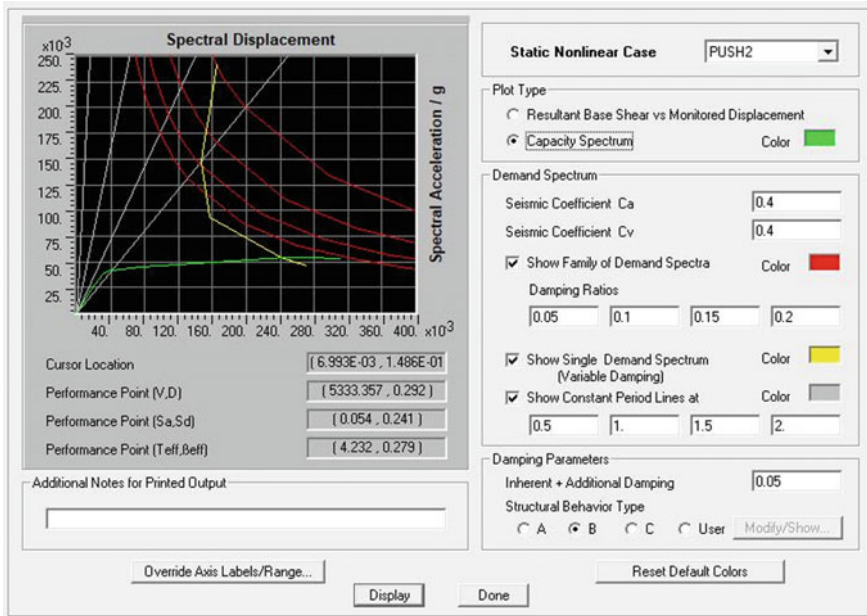 Spectral Displacement
x10³
250.
225.
200.
175.
150.
125.
100.
75.
50.
25.
40. 80. 120. 160. 200. 240. 280. 320. 360. 400. x10⁻³
Spectral Acceleration / g
Cursor Location ( 6.993E-03 , 1.486E-01
Performance Point (V,D) ( 5333.357 , 0.292 )
Performance Point (Sa,Sd) ( 0.054 , 0.241 )
Performance Point (Teff,βeff) ( 4.232 , 0.279 )
Additional Notes for Printed Output
Override Axis Labels/Range...
Static Nonlinear Case PUSH2
Plot Type
Resultant Base Shear vs Monitored Displacement
Capacity Spectrum Color
Demand Spectrum
Seismic Coefficient Ca 0.4
Seismic Coefficient Cv 0.4
Show Family of Demand Spectra Color
Damping Ratios
0.05 0.1 0.15 0.2
Show Single Demand Spectrum Color
(Variable Damping)
Show Constant Period Lines at Color
0.5 1. 1.5 2.
Damping Parameters
Inherent + Additional Damping 0.05
Structural Behavior Type
A B C User Modify/Show...
Reset Default Colors
Display Done